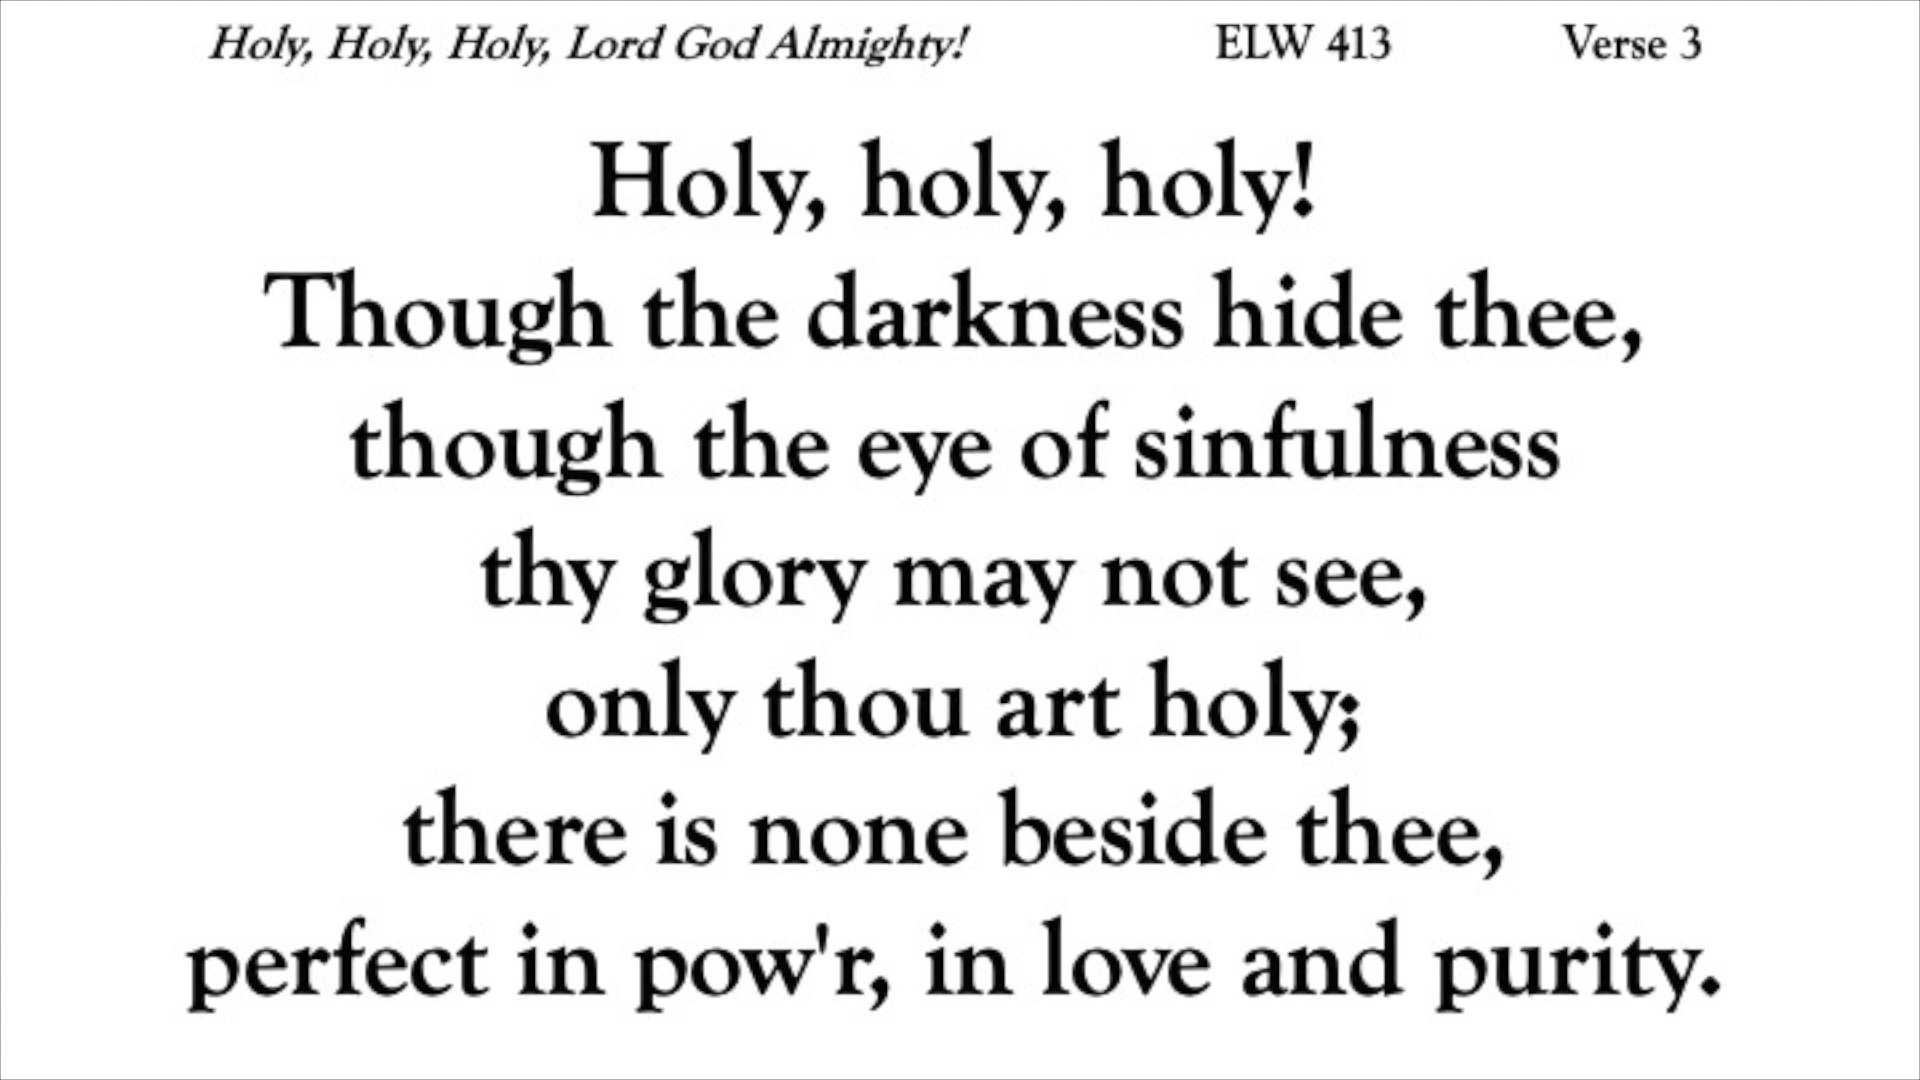 Holy, Holy, Holy, Lord God Almighty! ELW 413 Verse 3
Holy, holy, holy!
Though the darkness hide thee,
though the eye of sinfulness
thy glory may not see,
only thou art holy;
there is none beside thee,
perfect in pow'r, in love and purity.